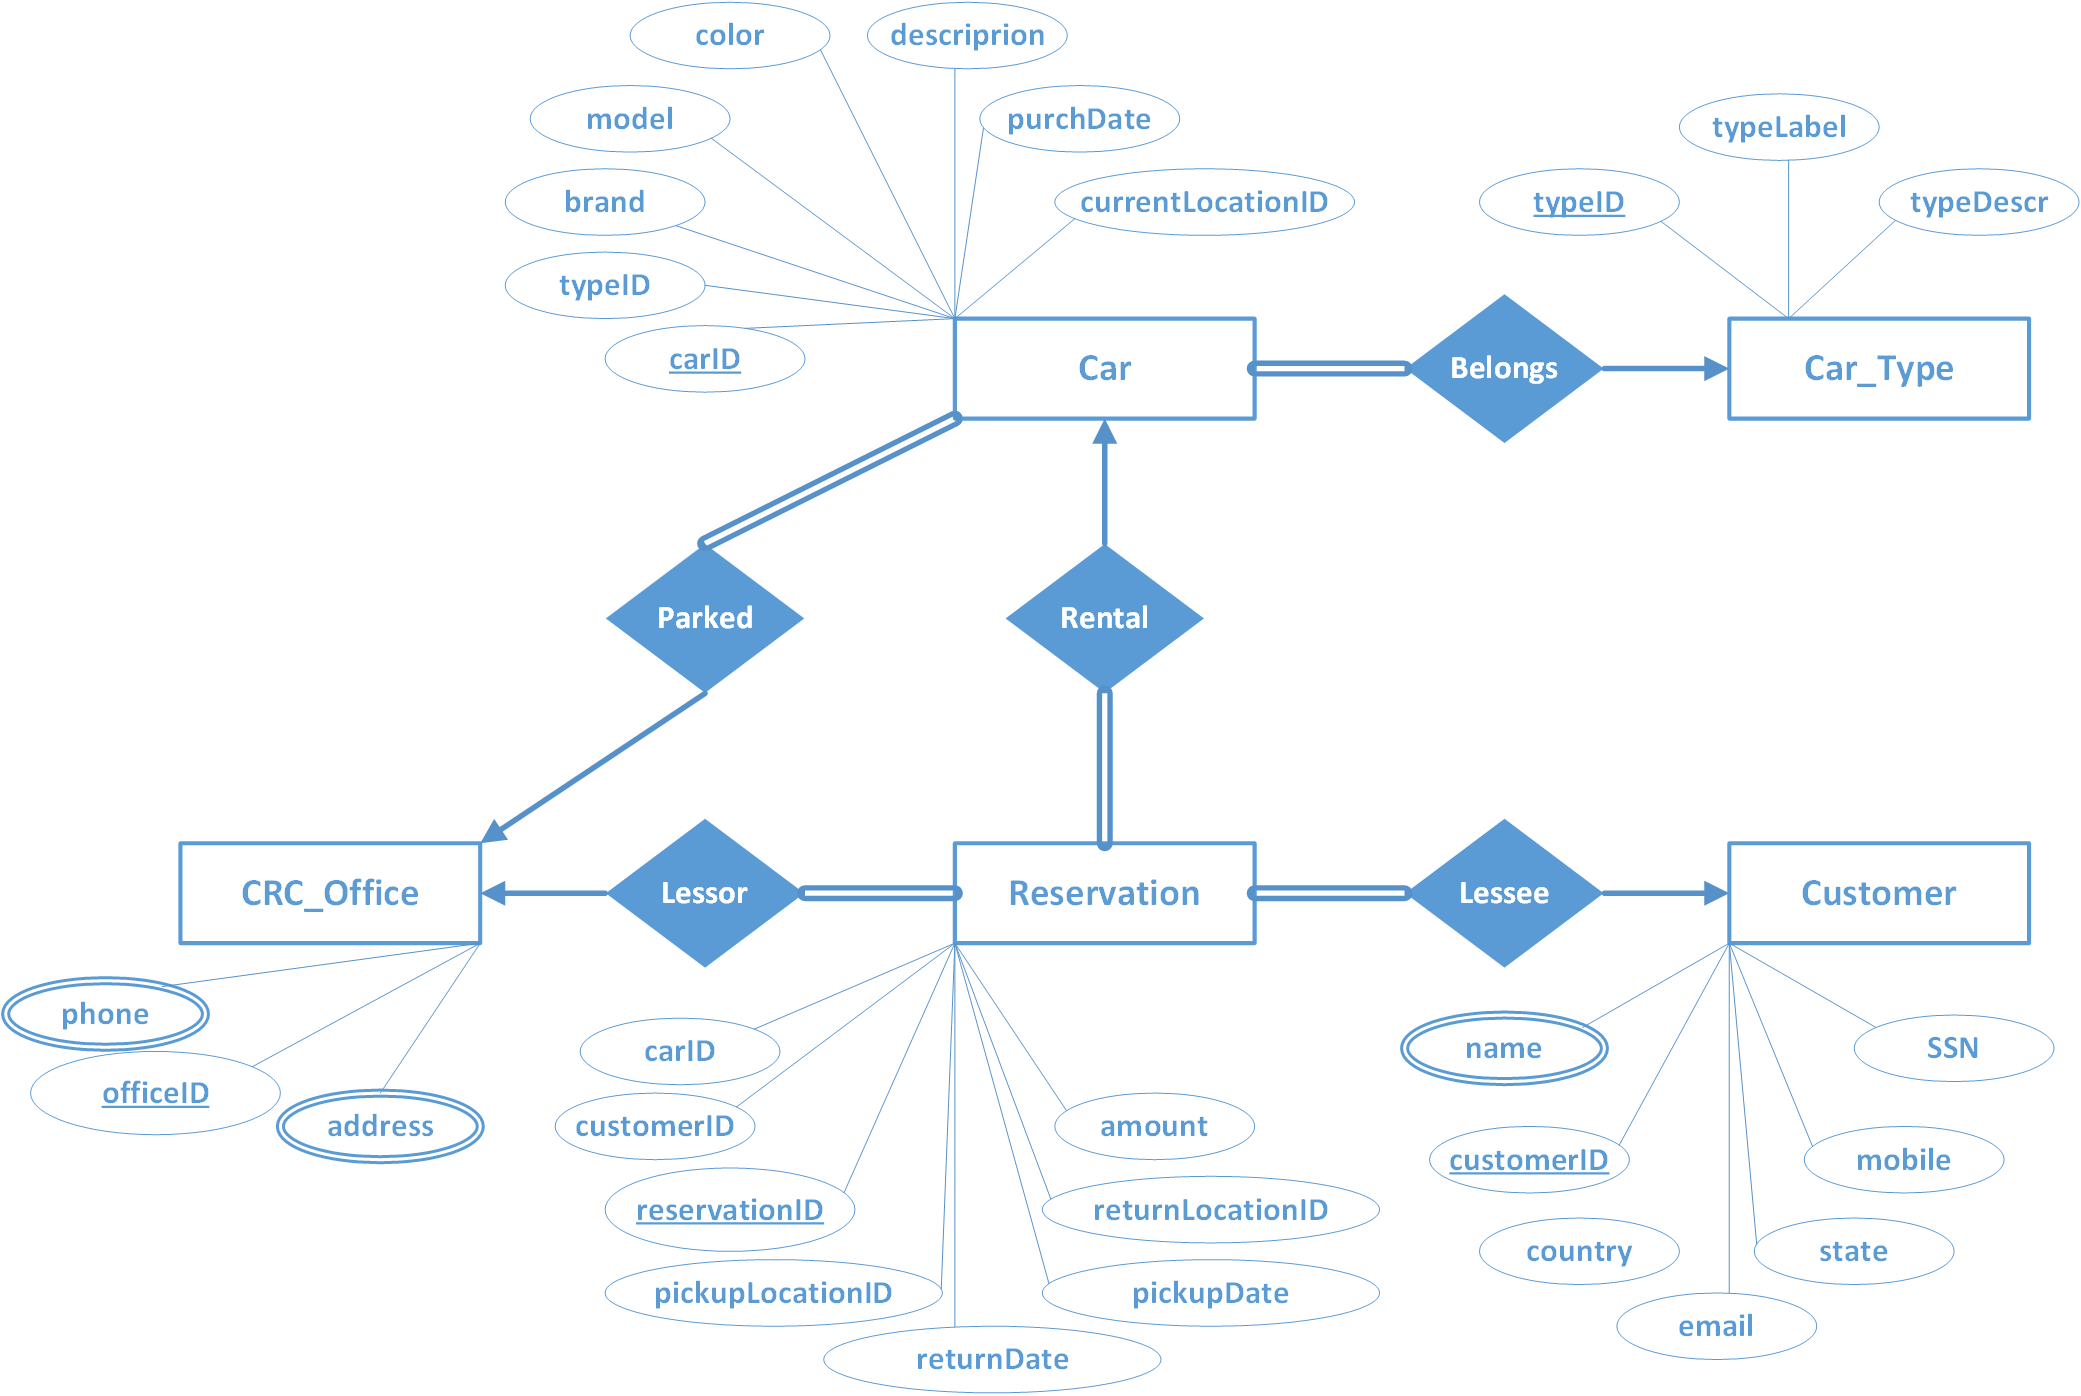 color
descriprion
model
purchDate
typeLabel
brand
currentLocationID
typeID
typeDescr
typeID
carID
Car
Belongs
Car_Type
Parked
Rental
CRC_Office
Lessor
Reservation
Lessee
Customer
phone
carID
name
SSN
officeID
address
customerID
amount
customerID
mobile
reservationID
returnLocationID
country
state
pickupLocationID
pickupDate
email
returnDate